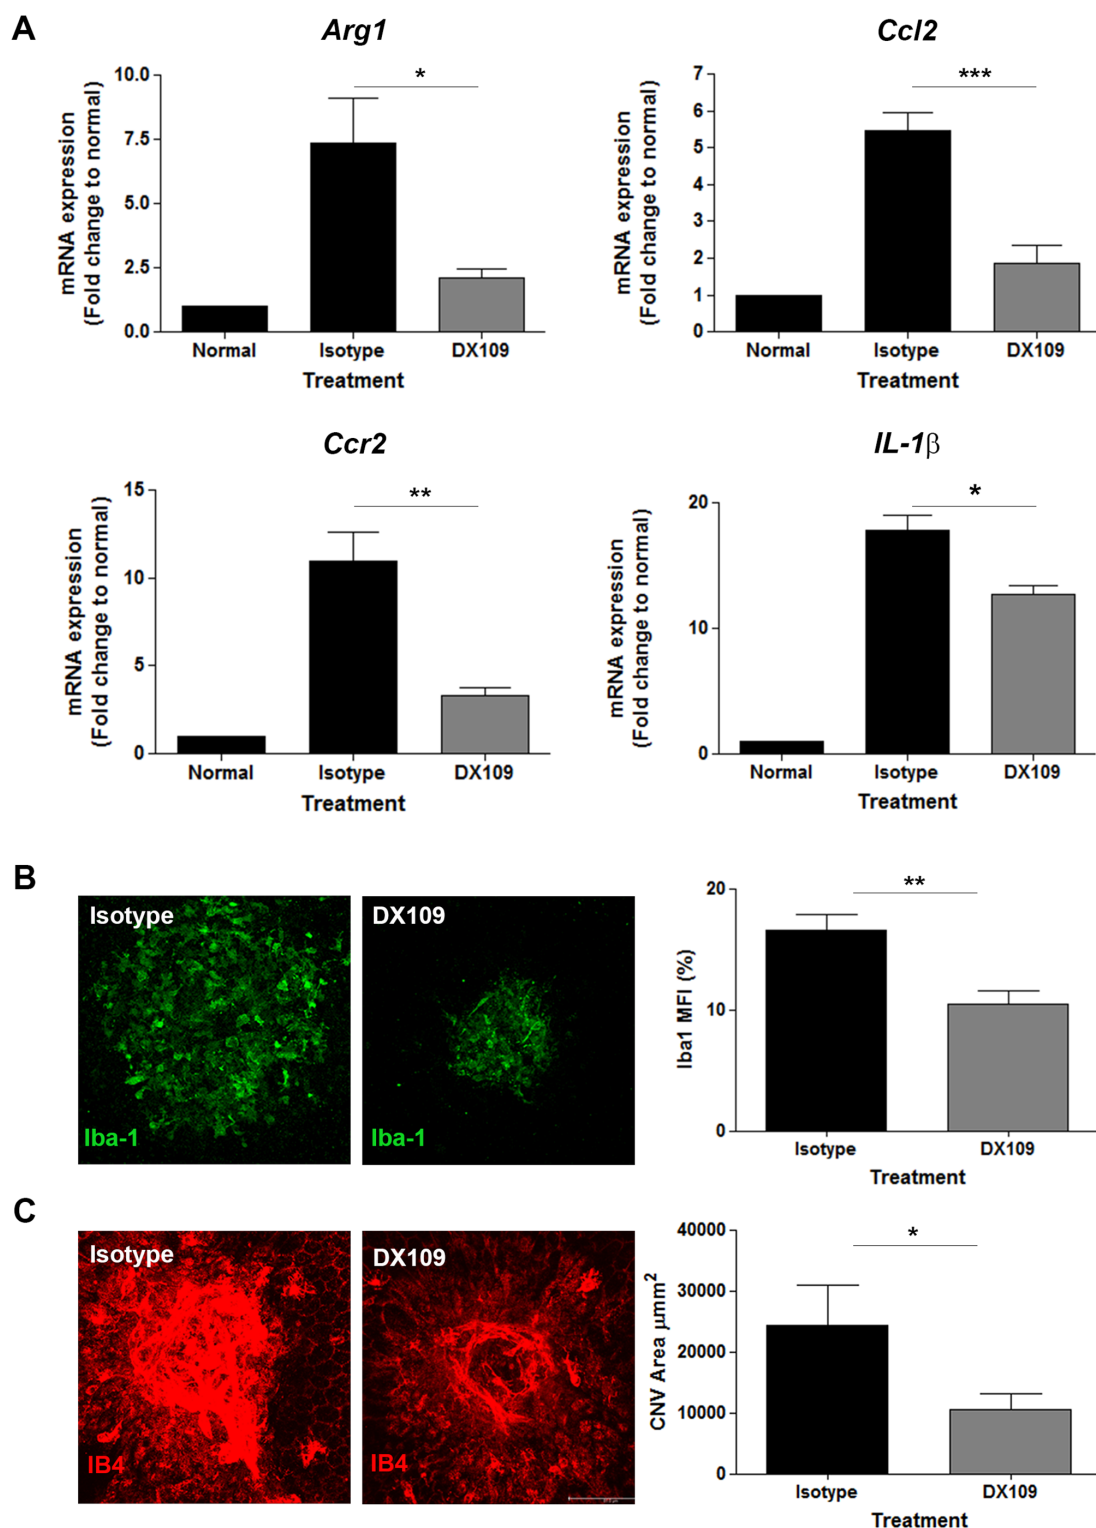 A
Arg1
Ccl2
mRNA expression
(Fold change to normal)
10.0
7.5
5.0
2.5
0.0
*
Normal
Isotype
DX109
Treatment
mRNA expression
(Fold change to normal)
7
6
5
4
3
2
1
0
***
Normal
Isotype
DX109
Treatment
Ccr2
IL-1β
mRNA expression
(Fold change to normal)
15
10
5
0
**
Normal
Isotype
DX109
Treatment
mRNA expression
(Fold change to normal)
20
10
0
*
Normal
Isotype
DX109
Treatment
B
Isotype
Iba-1
DX109
Iba-1
Iba1 MFI (%)
20
10
0
**
Isotype
DX109
Treatment
C
Isotype
IB4
DX109
IB4
CNV Area µmm²
40000
30000
20000
10000
0
*
Isotype
DX109
Treatment